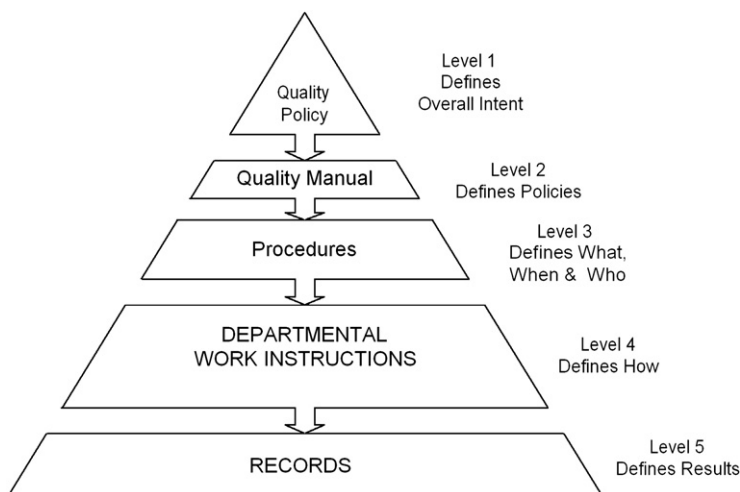 Quality
Policy
Level 1
Defines
Overall Intent
Quality Manual
Level 2
Defines Policies
Procedures
Level 3
Defines What,
When & Who
DEPARTMENTAL
WORK INSTRUCTIONS
Level 4
Defines How
RECORDS
Level 5
Defines Results